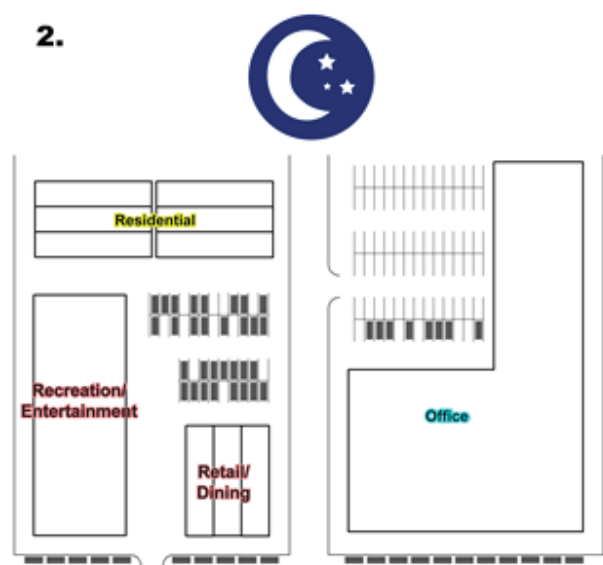 2.
Residential
Recreation/
Entertainment
Retail/
Dining
Office